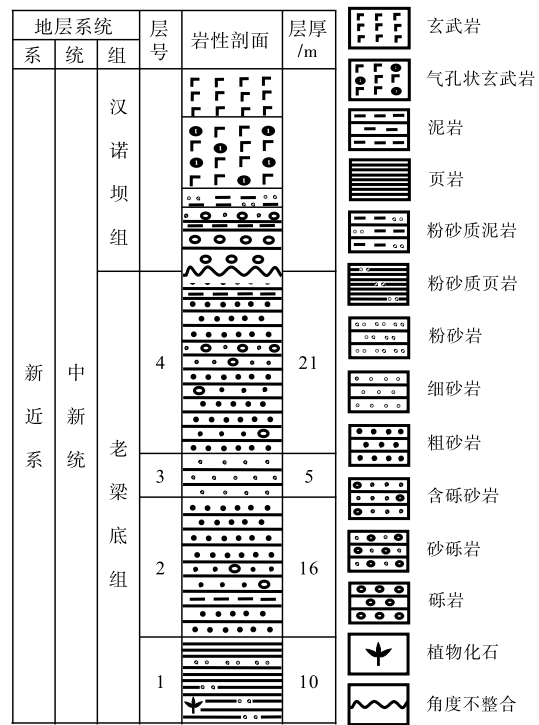 地层系统
系 统 组
层号
岩性剖面
层厚/m
新近系
中新统
汉诺坝组
老梁底组
4 21
3 5
2 16
1 10
玄武岩
气孔状玄武岩
泥岩
页岩
粉砂质泥岩
粉砂质页岩
粉砂岩
细砂岩
粗砂岩
含砾砂岩
砂砾岩
砾岩
植物化石
角度不整合